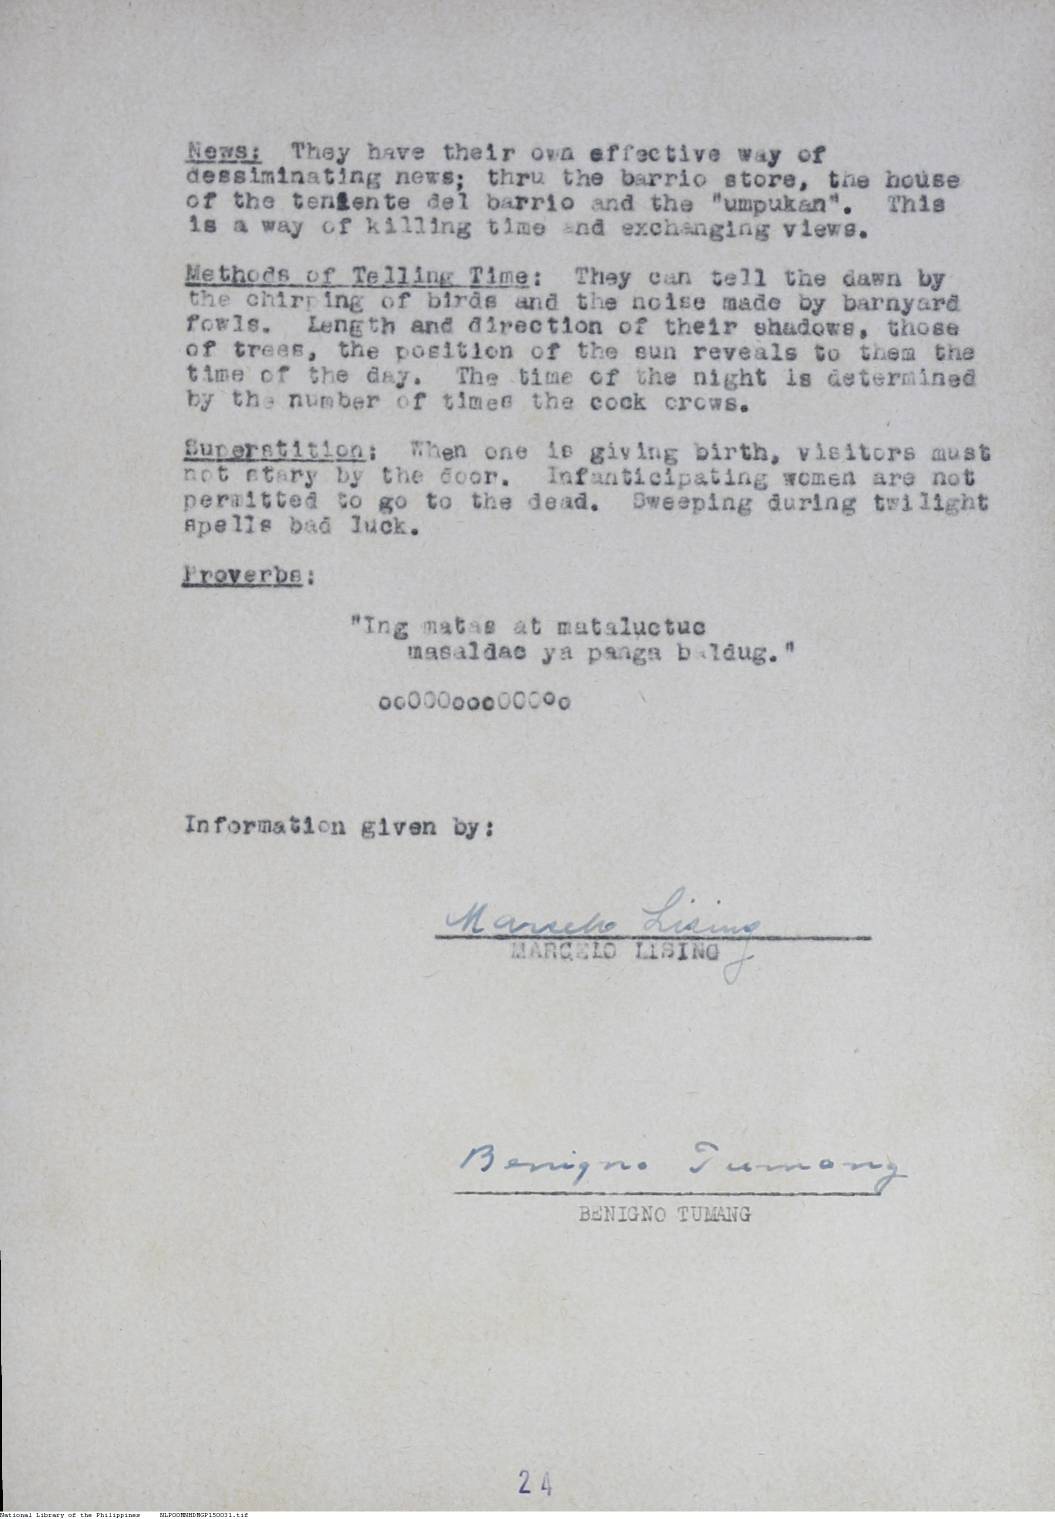 News: They have their own effective way of
dessiminating news; thru the barrio store, the house
of the teniente del barrio and the "umpukan". This
is a way of killing time and exchanging views.
Methods of Telling Time: They can tell the dawn by
the chirping of birds and the noise made by barnyard
fowls. Length and direction of their shadows, those
of trees, the position of the sun reveals to them the
time of the day. The time of the night is determined
by the number of times the cock crows.
Superstition: When one is giving birth, visitors must
not stary by the door. Infanticipating women are not
permitted to go to the dead. Sweeping during twilight
spells bad luck.
Proverbs:
"Ing matas at mataluctuc
masaldac ya panga baldug."
oo000oooo000oo
Information given by:
Marcelo Lising
MARCELO LISING
Benigno Tumang
BENIGNO TUMANG
24
National Library of the Philippines NLPOOMNHDMGP150031.tif